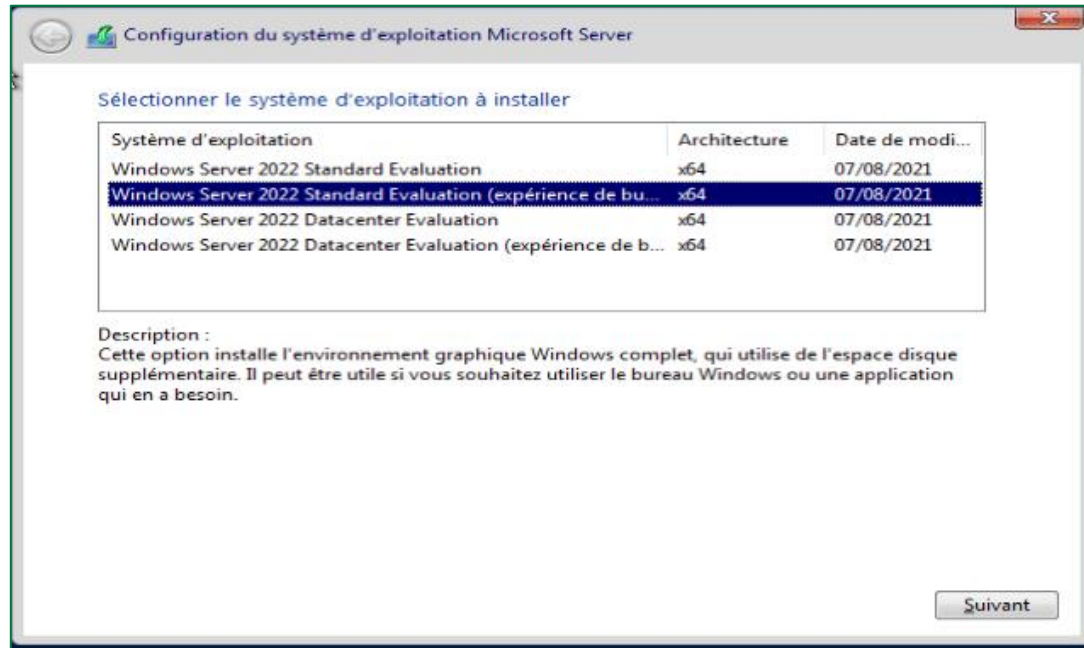 Configuration du système d'exploitation Microsoft Server
Sélectionner le système d'exploitation à installer
Système d'exploitation Architecture Date de modi...
Windows Server 2022 Standard Evaluation x64 07/08/2021
Windows Server 2022 Standard Evaluation (expérience de bu... x64 07/08/2021
Windows Server 2022 Datacenter Evaluation x64 07/08/2021
Windows Server 2022 Datacenter Evaluation (expérience de b... x64 07/08/2021
Description :
Cette option installe l'environnement graphique Windows complet, qui utilise de l'espace disque
supplémentaire. Il peut être utile si vous souhaitez utiliser le bureau Windows ou une application
qui en a besoin.
Suivant